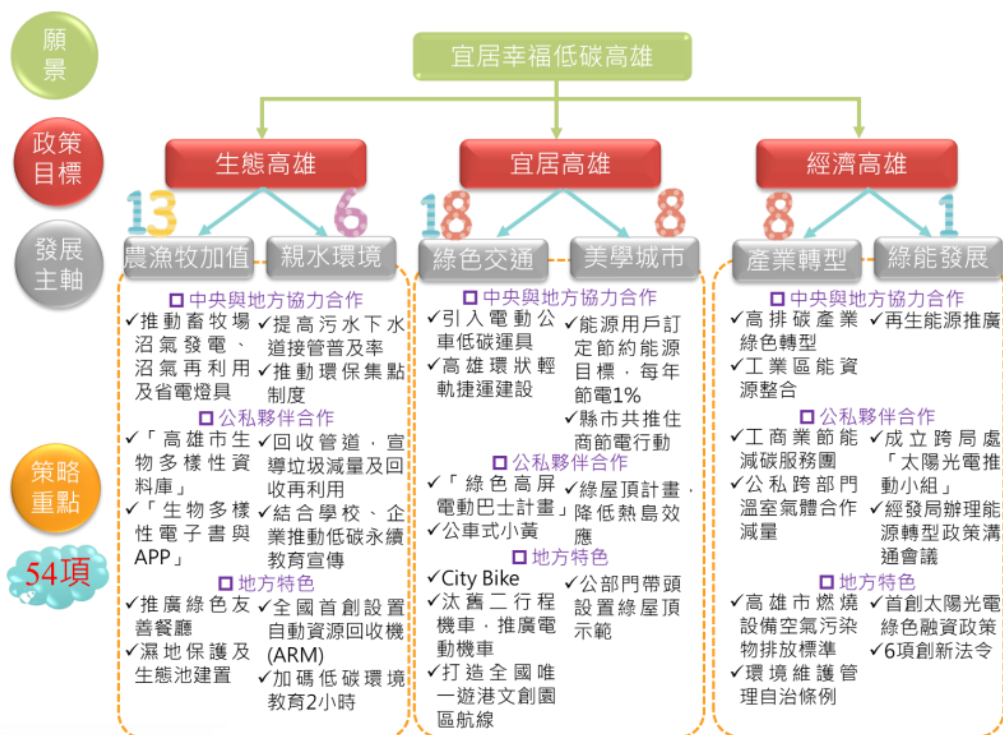 願
景
宜居幸福低碳高雄
政策
目標
生態高雄
宜居高雄
經濟高雄
13
6
18
8
8
1
發展
主軸
農漁牧加值
親水環境
綠色交通
美學城市
產業轉型
綠能發展
策略
重點
54項
中央與地方協力合作
✓推動畜牧場
沼氣發電、
沼氣再利用
及省電燈具
✓提高污水下水
道接管普及率
✓推動環保集點
制度
公私夥伴合作
✓「高雄市生
物多樣性資
料庫」
✓「生物多樣
性電子書與
APP」
✓回收管道，宣
導垃圾減量及回
收再利用
✓結合學校、企
業推動低碳永續
教育宣傳
地方特色
✓推廣綠色友
善餐廳
✓濕地保護及
生態池建置
✓全國首創設置
自動資源回收機
(ARM)
✓加碼低碳環境
教育2小時
中央與地方協力合作
✓引入電動公
車低碳運具
✓高雄環狀輕
軌捷運建設
✓能源用戶訂
定節約能源
目標，每年
節電1%
✓縣市共推住
商節電行動
公私夥伴合作
✓「綠色高屏
電動巴士計畫」
✓公車式小黃
✓綠屋頂計畫，
降低熱島效
應
地方特色
✓City Bike
✓汰舊二行程
機車，推廣電
動機車
✓打造全國唯
一遊港文創園
區航線
✓公部門帶頭
設置綠屋頂
示範
中央與地方協力合作
✓高排碳產業
綠色轉型
✓工業區能資
源整合
✓再生能源推廣
公私夥伴合作
✓工商業節能
減碳服務團
✓公私跨部門
溫室氣體合作
減量
✓成立跨局處
「太陽光電推
動小組」
✓經發局辦理能
源轉型政策溝
通會議
地方特色
✓高雄市燃燒
設備空氣污染
物排放標準
✓環境維護管
理自治條例
✓首創太陽光電
綠色融資政策
✓6項創新法令